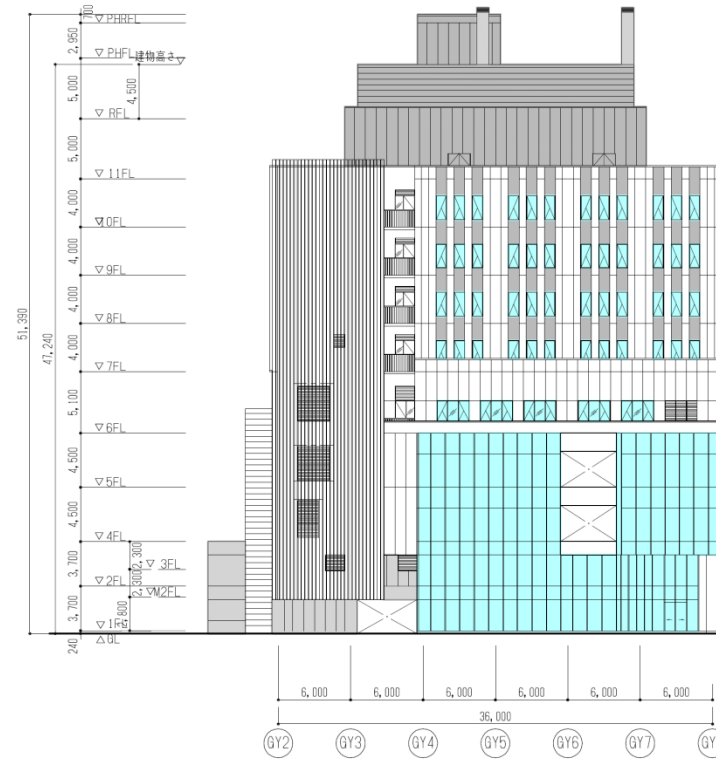 700
▽ PHRFL
2,950
▽ PHFL
建物高さ▽
5,000
4,500
▽ RFL
5,000
▽ 11FL
4,000
▽10FL
4,000
▽ 9FL
4,000
▽ 8FL
4,000
▽ 7FL
5,100
▽ 6FL
4,500
▽ 5FL
4,500
▽ 4FL
3,700
2,300
▽ 3FL
▽ 2FL
2,300
▽M2FL
3,700
▽ 1FL
240
△ GL
51,390
47,240
6,000 6,000 6,000 6,000 6,000 6,000
36,000
GY2 GY3 GY4 GY5 GY6 GY7